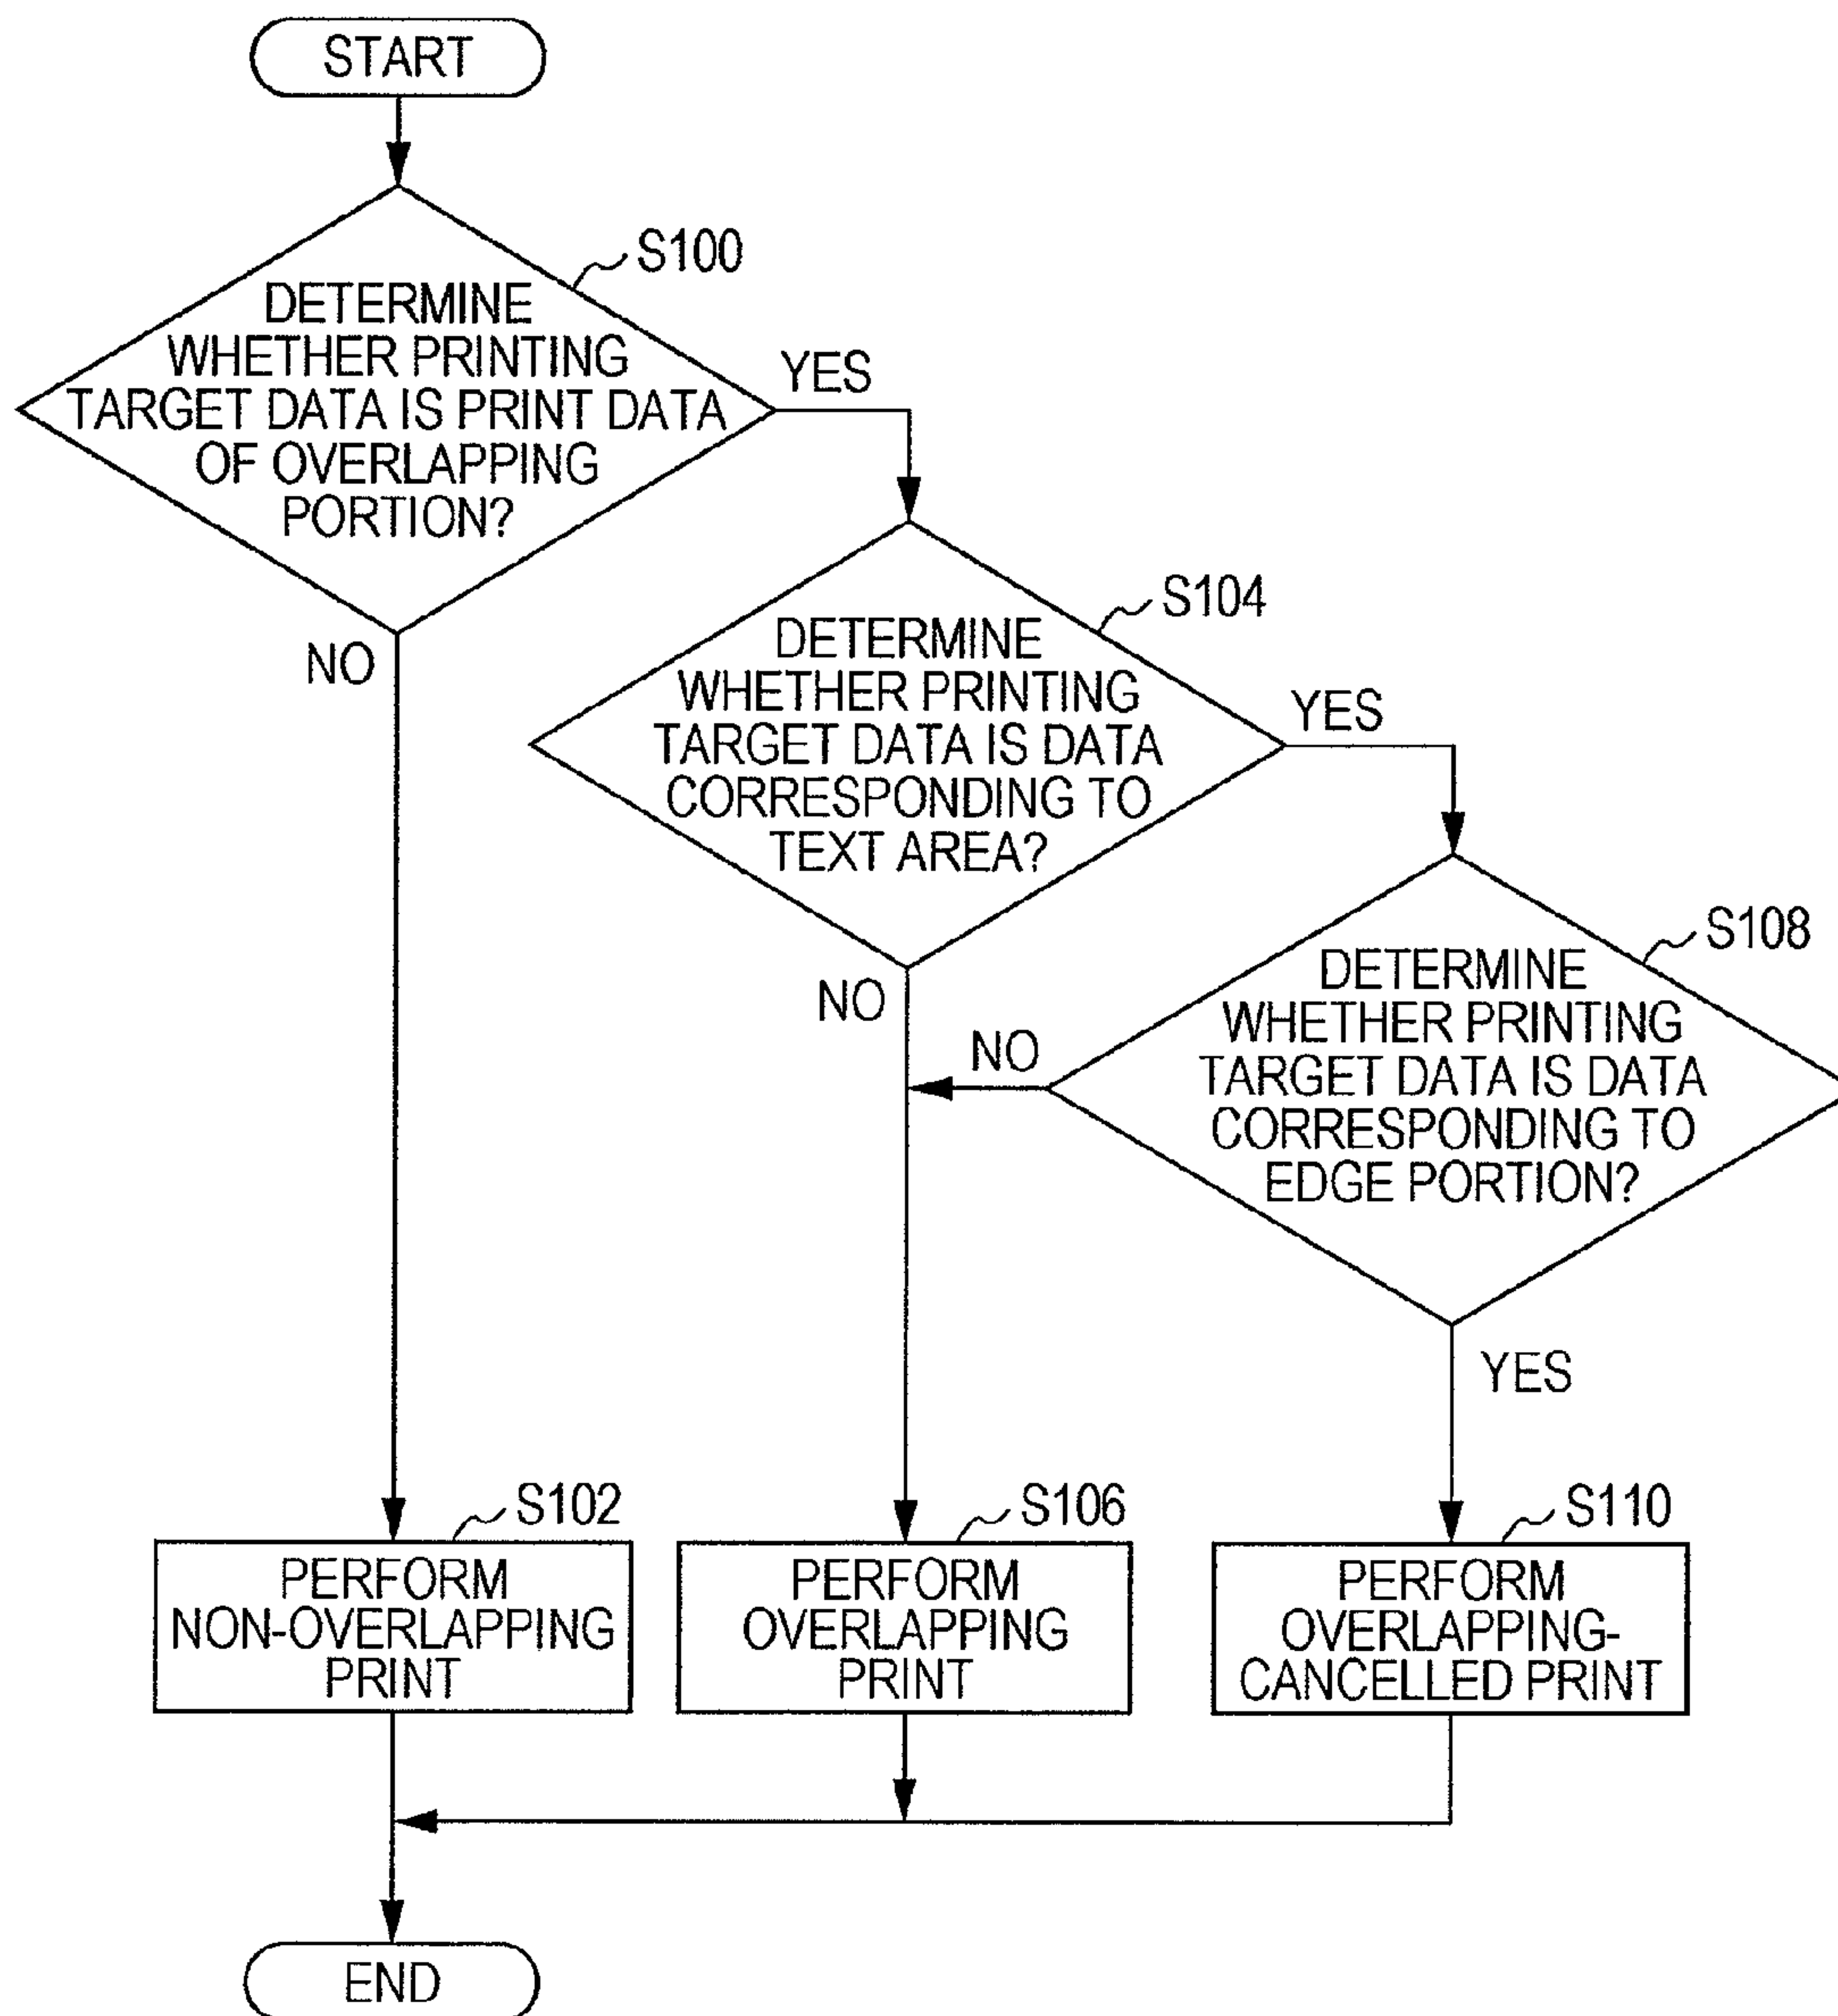 START
S100
DETERMINE
WHETHER PRINTING
TARGET DATA IS PRINT DATA
OF OVERLAPPING
PORTION?
YES
NO
S104
DETERMINE
WHETHER PRINTING
TARGET DATA IS DATA
CORRESPONDING TO
TEXT AREA?
YES
NO
S108
DETERMINE
WHETHER PRINTING
TARGET DATA IS DATA
CORRESPONDING TO
EDGE PORTION?
NO
YES
S102
PERFORM
NON-OVERLAPPING
PRINT
S106
PERFORM
OVERLAPPING
PRINT
S110
PERFORM
OVERLAPPING-
CANCELLED PRINT
END